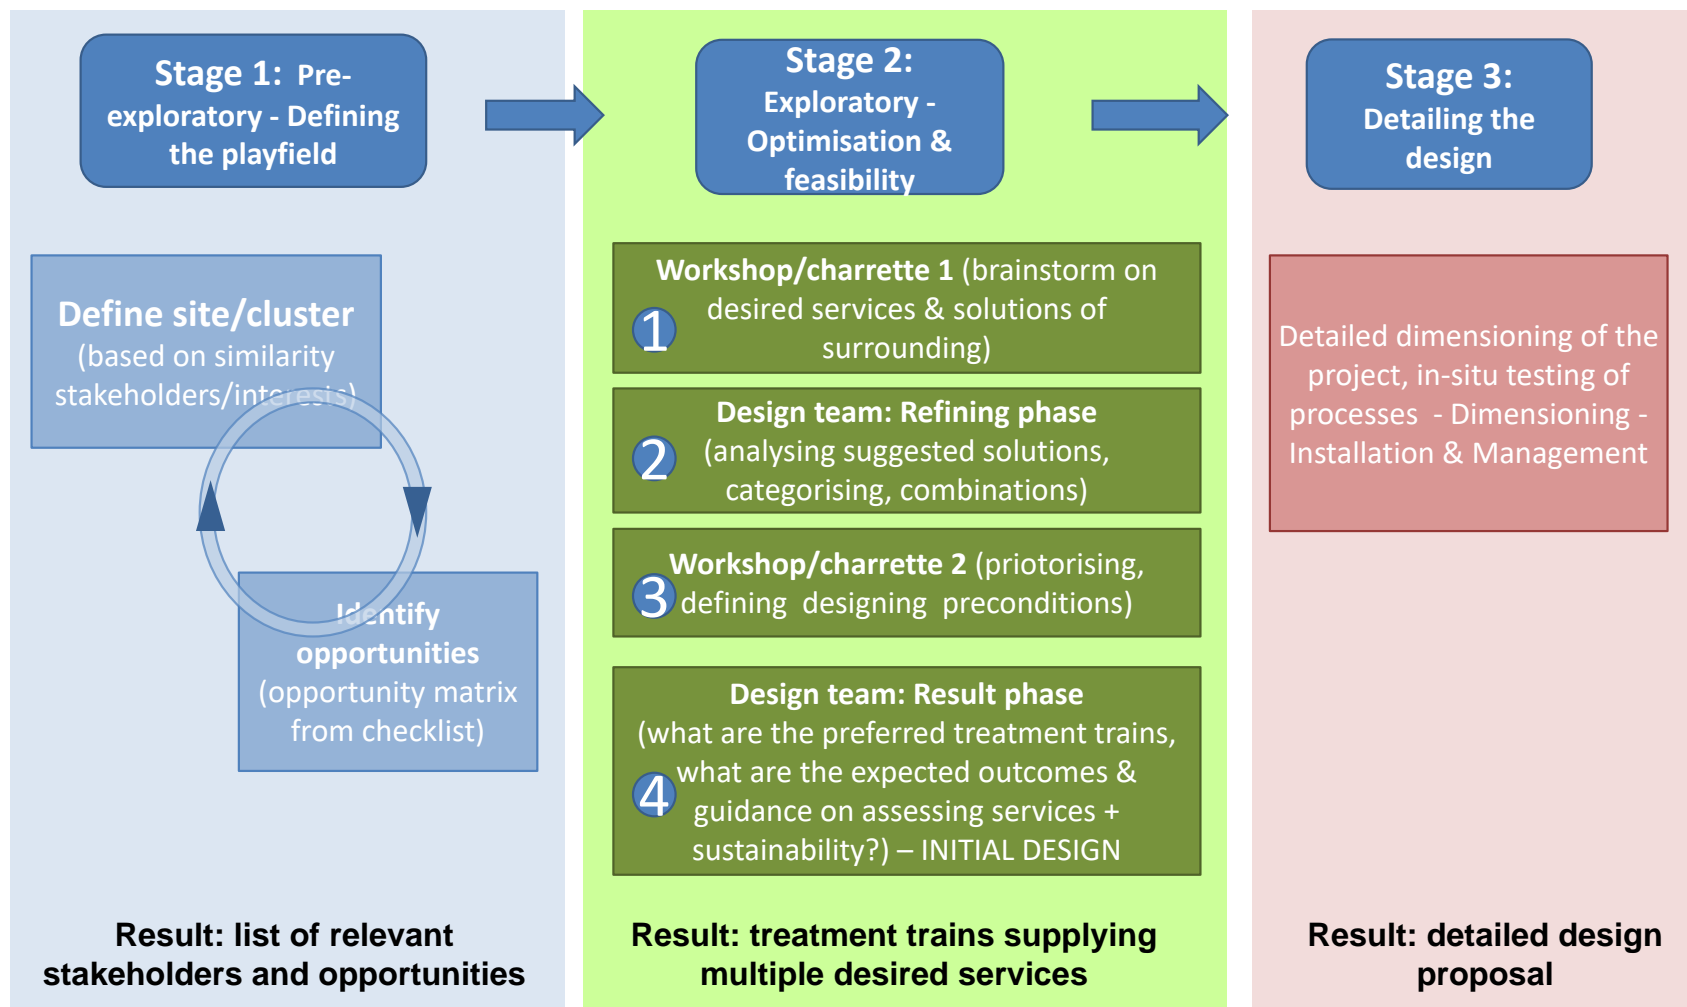 Stage 1: Pre-
exploratory - Defining
the playfield
Define site/cluster
(based on similarity
stakeholders/interests)
Identify
opportunities
(opportunity matrix
from checklist)
Result: list of relevant
stakeholders and opportunities
Stage 2:
Exploratory -
Optimisation &
feasibility
Workshop/charrette 1 (brainstorm on
desired services & solutions of
surrounding)
1
Design team: Refining phase
(analysing suggested solutions,
categorising, combinations)
2
Workshop/charrette 2 (priotorising,
defining designing preconditions)
3
Design team: Result phase
(what are the preferred treatment trains,
what are the expected outcomes &
guidance on assessing services +
sustainability?) – INITIAL DESIGN
4
Result: treatment trains supplying
multiple desired services
Stage 3:
Detailing the
design
Detailed dimensioning of the
project, in-situ testing of
processes - Dimensioning -
Installation & Management
Result: detailed design
proposal